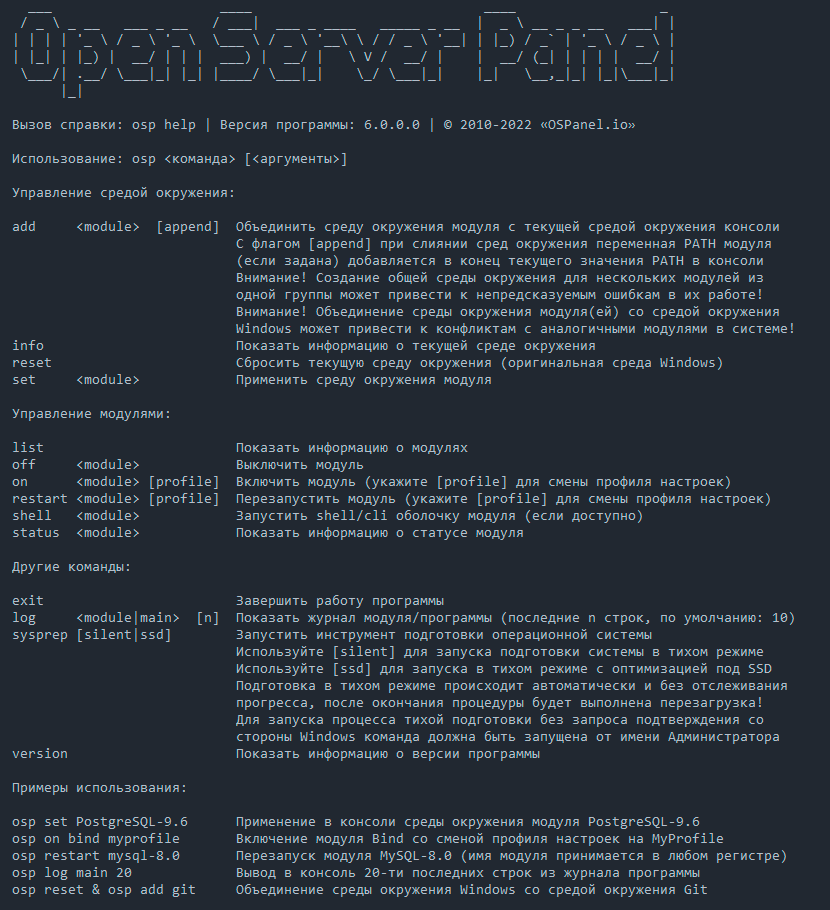 Open Server Panel
Вызов справки: osp help | Версия программы: 6.0.0.0 | © 2010-2022 «OSPanel.io»
Использование: osp <команда> [<аргументы>]
Управление средой окружения:
add     <module>  [append]  Объединить среду окружения модуля с текущей средой окружения консоли
С флагом [append] при слиянии сред окружения переменная PATH модуля
(если задана) добавляется в конец текущего значения PATH в консоли
Внимание! Создание общей среды окружения для нескольких модулей из
одной группы может привести к непредсказуемым ошибкам в их работе!
Внимание! Объединение среды окружения модуля(ей) со средой окружения
Windows может привести к конфликтам с аналогичными модулями в системе!
info                        Показать информацию о текущей среде окружения
reset                       Сбросить текущую среду окружения (оригинальная среда Windows)
set     <module>            Применить среду окружения модуля
Управление модулями:
list                        Показать информацию о модулях
off     <module>            Выключить модуль
on      <module> [profile]  Включить модуль (укажите [profile] для смены профиля настроек)
restart <module> [profile]  Перезапустить модуль (укажите [profile] для смены профиля настроек)
shell   <module>            Запустить shell/cli оболочку модуля (если доступно)
status  <module>            Показать информацию о статусе модуля
Другие команды:
exit                        Завершить работу программы
log     <module|main>  [n]  Показать журнал модуля/программы (последние n строк, по умолчанию: 10)
sysprep [silent|ssd]        Запустить инструмент подготовки операционной системы
Используйте [silent] для запуска подготовки системы в тихом режиме
Используйте [ssd] для запуска в тихом режиме с оптимизацией под SSD
Подготовка в тихом режиме происходит автоматически и без отслеживания
прогресса, после окончания процедуры будет выполнена перезагрузка!
Для запуска процесса тихой подготовки без запроса подтверждения со
стороны Windows команда должна быть запущена от имени Администратора
version                     Показать информацию о версии программы
Примеры использования:
osp set PostgreSQL-9.6      Применение в консоли среды окружения модуля PostgreSQL-9.6
osp on bind myprofile       Включение модуля Bind со сменой профиля настроек на MyProfile
osp restart mysql-8.0       Перезапуск модуля MySQL-8.0 (имя модуля принимается в любом регистре)
osp log main 20             Вывод в консоль 20-ти последних строк из журнала программы
osp reset & osp add git     Объединение среды окружения Windows со средой окружения Git